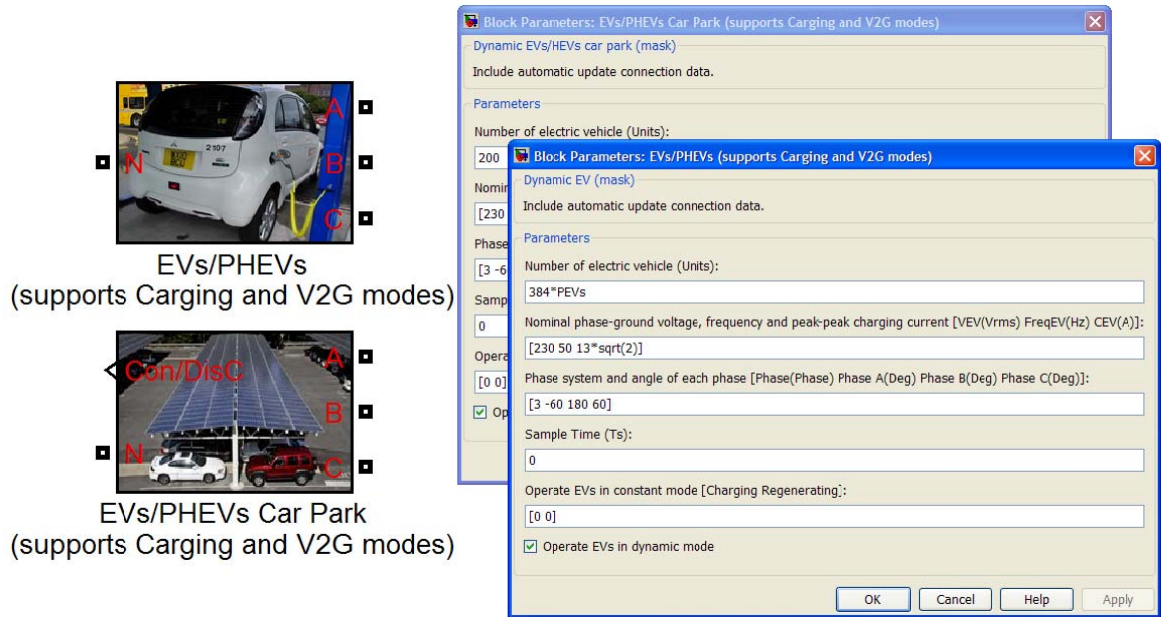 Block Parameters: EVs/PHEVs Car Park (supports Carging and V2G modes)
Dynamic EVs/HEVs car park (mask)
Include automatic update connection data.
Parameters
Number of electric vehicle (Units):
200
[230
Phase
[3 -6
Samp
0
Opera
[0 0]
Op
A
B
C
N
2107
EVs/PHEVs
(supports Carging and V2G modes)
Con/DisC
A
B
C
N
EVs/PHEVs Car Park
(supports Carging and V2G modes)
Block Parameters: EVs/PHEVs (supports Carging and V2G modes)
Dynamic EV (mask)
Include automatic update connection data.
Parameters
Number of electric vehicle (Units):
384*PEVs
Nominal phase-ground voltage, frequency and peak-peak charging current [VEV(Vrms) FreqEV(Hz) CEV(A)]:
[230 50 13*sqrt(2)]
Phase system and angle of each phase [Phase(Phase) Phase A(Deg) Phase B(Deg) Phase C(Deg)]:
[3 -60 180 60]
Sample Time (Ts):
0
Operate EVs in constant mode [Charging Regenerating]:
[0 0]
Operate EVs in dynamic mode
OK
Cancel
Help
Apply